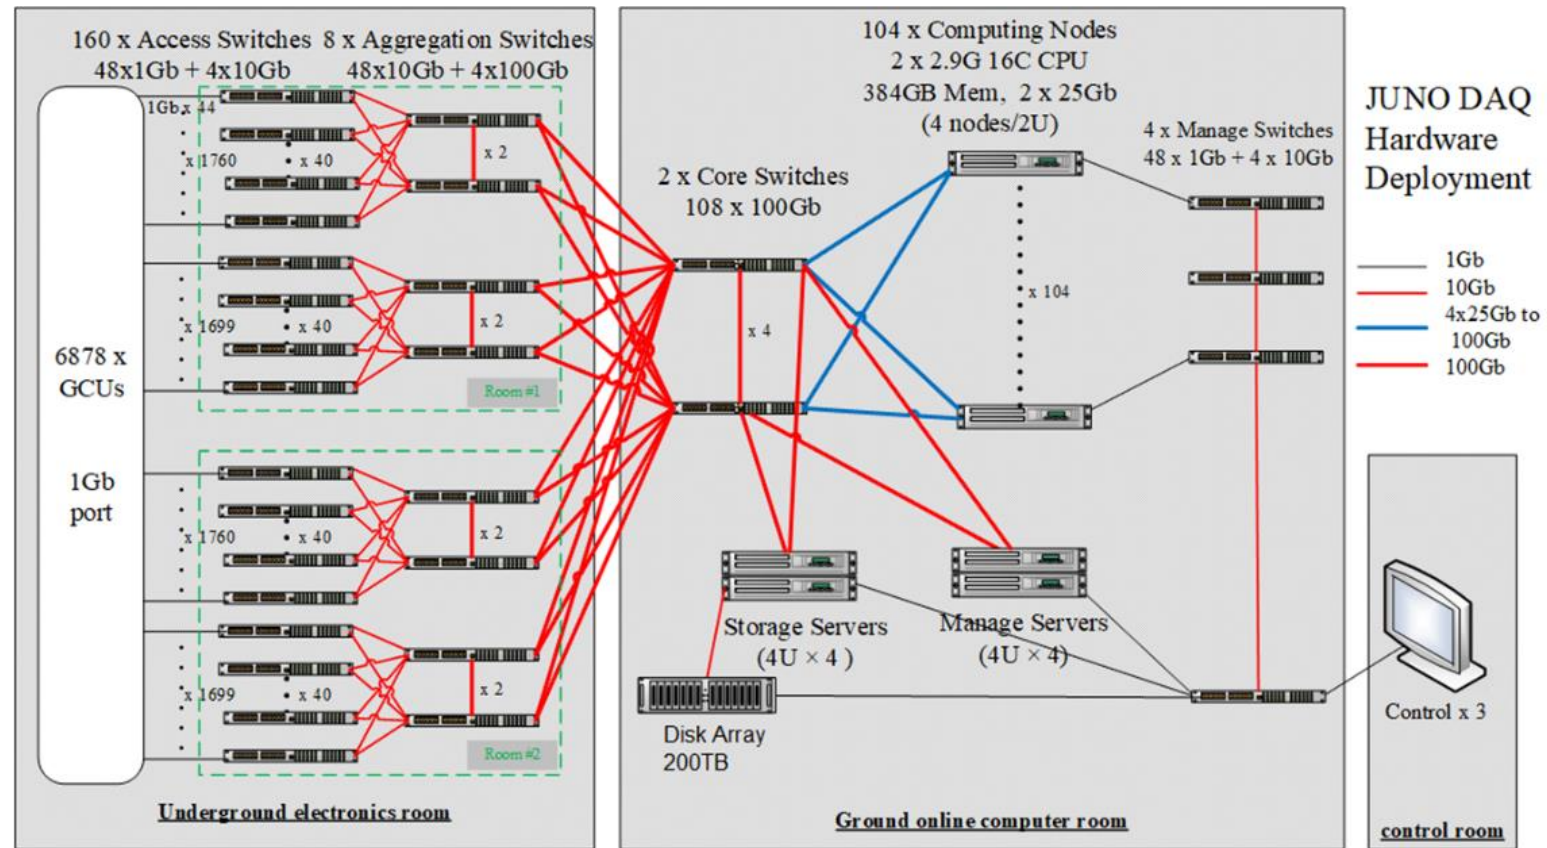 160 x Access Switches
48x1Gb + 4x10Gb
8 x Aggregation Switches
48x10Gb + 4x100Gb
1Gb x 44
x 1760
x 40
x 2
x 1699
x 40
x 2
Room #1
6878 x
GCUs
1Gb
port
x 1760
x 40
x 2
x 1699
x 40
x 2
Room #2
Underground electronics room
104 x Computing Nodes
2 x 2.9G 16C CPU
384GB Mem, 2 x 25Gb
(4 nodes/2U)
2 x Core Switches
108 x 100Gb
x 4
x 104
4 x Manage Switches
48 x 1Gb + 4 x 10Gb
Storage Servers
(4U × 4 )
Manage Servers
(4U × 4)
Disk Array
200TB
Ground online computer room
JUNO DAQ
Hardware
Deployment
1Gb
10Gb
4x25Gb to
100Gb
100Gb
Control x 3
control room